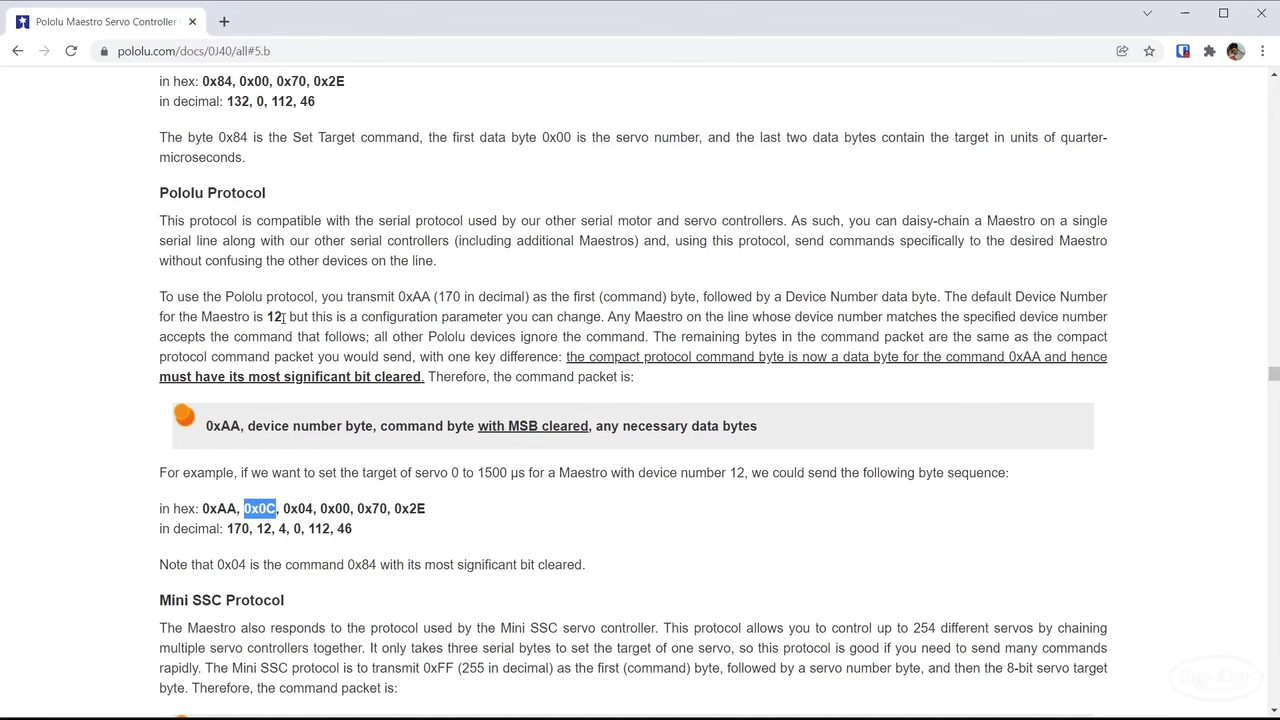 Pololu Maestro Servo Controller
pololu.com/docs/0J40/all#5.b
in hex: 0x84, 0x00, 0x70, 0x2E
in decimal: 132, 0, 112, 46
The byte 0x84 is the Set Target command, the first data byte 0x00 is the servo number, and the last two data bytes contain the target in units of quarter-
microseconds.
Pololu Protocol
This protocol is compatible with the serial protocol used by our other serial motor and servo controllers. As such, you can daisy-chain a Maestro on a single
serial line along with our other serial controllers (including additional Maestros) and, using this protocol, send commands specifically to the desired Maestro
without confusing the other devices on the line.
To use the Pololu protocol, you transmit 0xAA (170 in decimal) as the first (command) byte, followed by a Device Number data byte. The default Device Number
for the Maestro is 12, but this is a configuration parameter you can change. Any Maestro on the line whose device number matches the specified device number
accepts the command that follows; all other Pololu devices ignore the command. The remaining bytes in the command packet are the same as the compact
protocol command packet you would send, with one key difference: the compact protocol command byte is now a data byte for the command 0xAA and hence
must have its most significant bit cleared. Therefore, the command packet is:
0xAA, device number byte, command byte with MSB cleared, any necessary data bytes
For example, if we want to set the target of servo 0 to 1500 µs for a Maestro with device number 12, we could send the following byte sequence:
in hex: 0xAA, 0x0C, 0x04, 0x00, 0x70, 0x2E
in decimal: 170, 12, 4, 0, 112, 46
Note that 0x04 is the command 0x84 with its most significant bit cleared.
Mini SSC Protocol
The Maestro also responds to the protocol used by the Mini SSC servo controller. This protocol allows you to control up to 254 different servos by chaining
multiple servo controllers together. It only takes three serial bytes to set the target of one servo, so this protocol is good if you need to send many commands
rapidly. The Mini SSC protocol is to transmit 0xFF (255 in decimal) as the first (command) byte, followed by a servo number byte, and then the 8-bit servo target
byte. Therefore, the command packet is:
Digi-Key